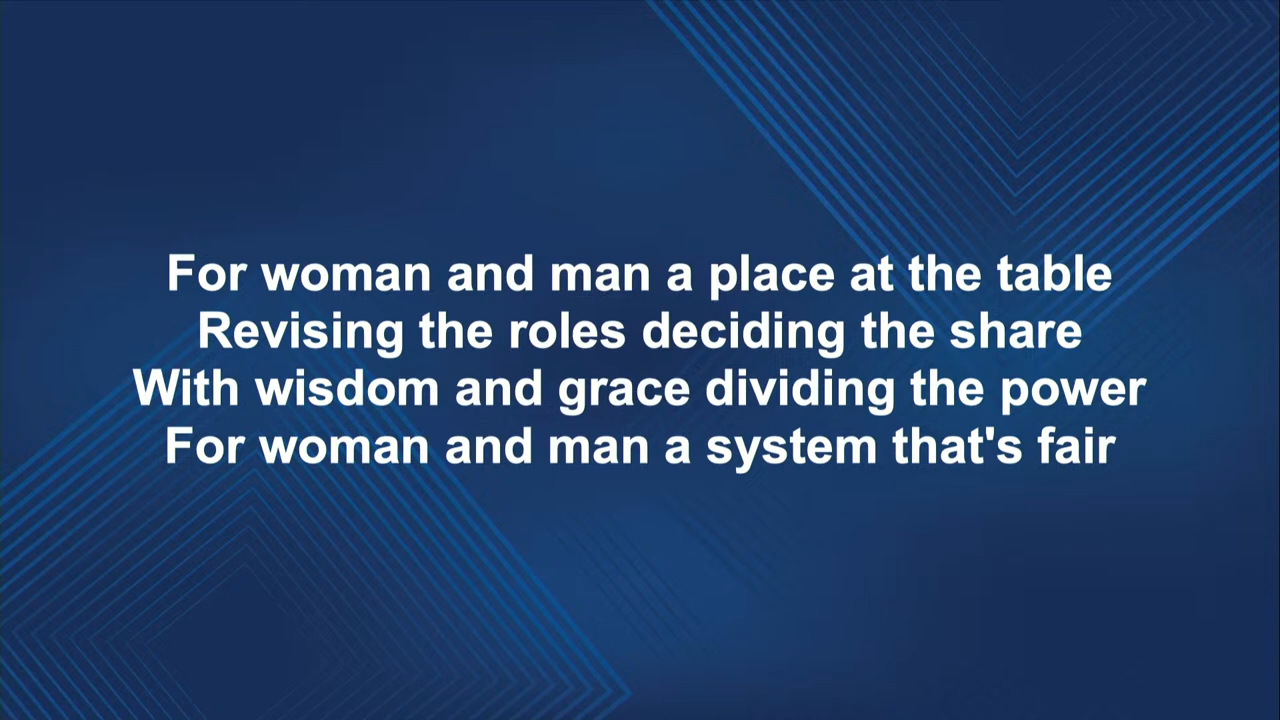 For woman and man a place at the table
Revising the roles deciding the share
With wisdom and grace dividing the power
For woman and man a system that's fair